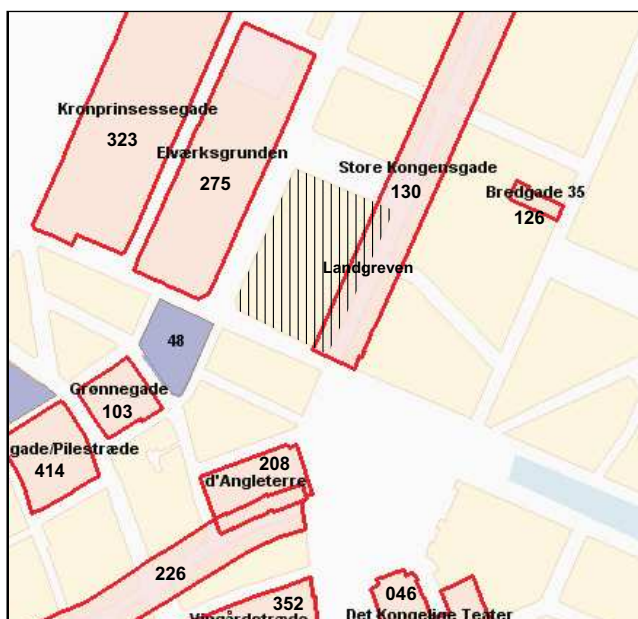 Kronprinsessegade
323
Elværksgrunden
275
Store Kongensgade
130
Bredgade 35
126
Landgreven
48
Grønnegade
103
gade/Pilestræde
414
208
d'Angleterre
226
352
Vingårdstræde
046
Det Kongelige Teater